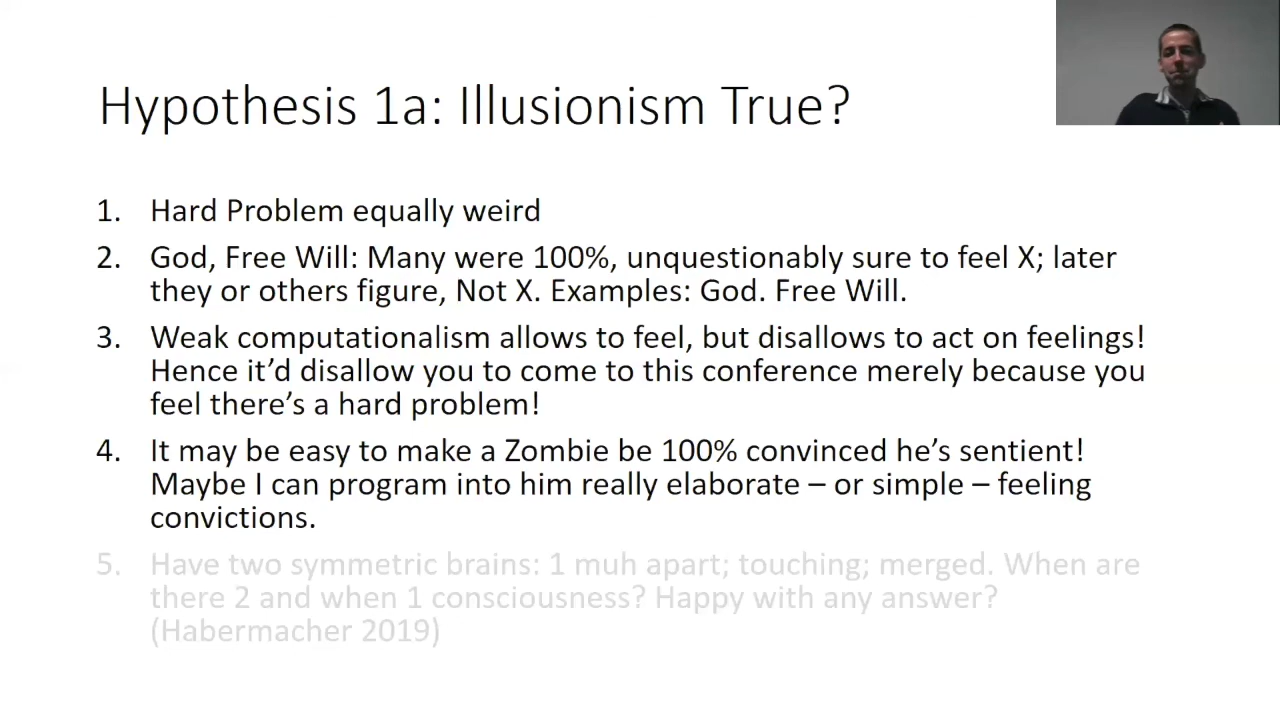 Hypothesis 1a: Illusionism True?
1. Hard Problem equally weird
2. God, Free Will: Many were 100%, unquestionably sure to feel X; later
they or others figure, Not X. Examples: God. Free Will.
3. Weak computationalism allows to feel, but disallows to act on feelings!
Hence it’d disallow you to come to this conference merely because you
feel there’s a hard problem!
4. It may be easy to make a Zombie be 100% convinced he’s sentient!
Maybe I can program into him really elaborate – or simple – feeling
convictions.
5. Have two symmetric brains: 1 muh apart; touching; merged. When are
there 2 and when 1 consciousness? Happy with any answer?
(Habermacher 2019)